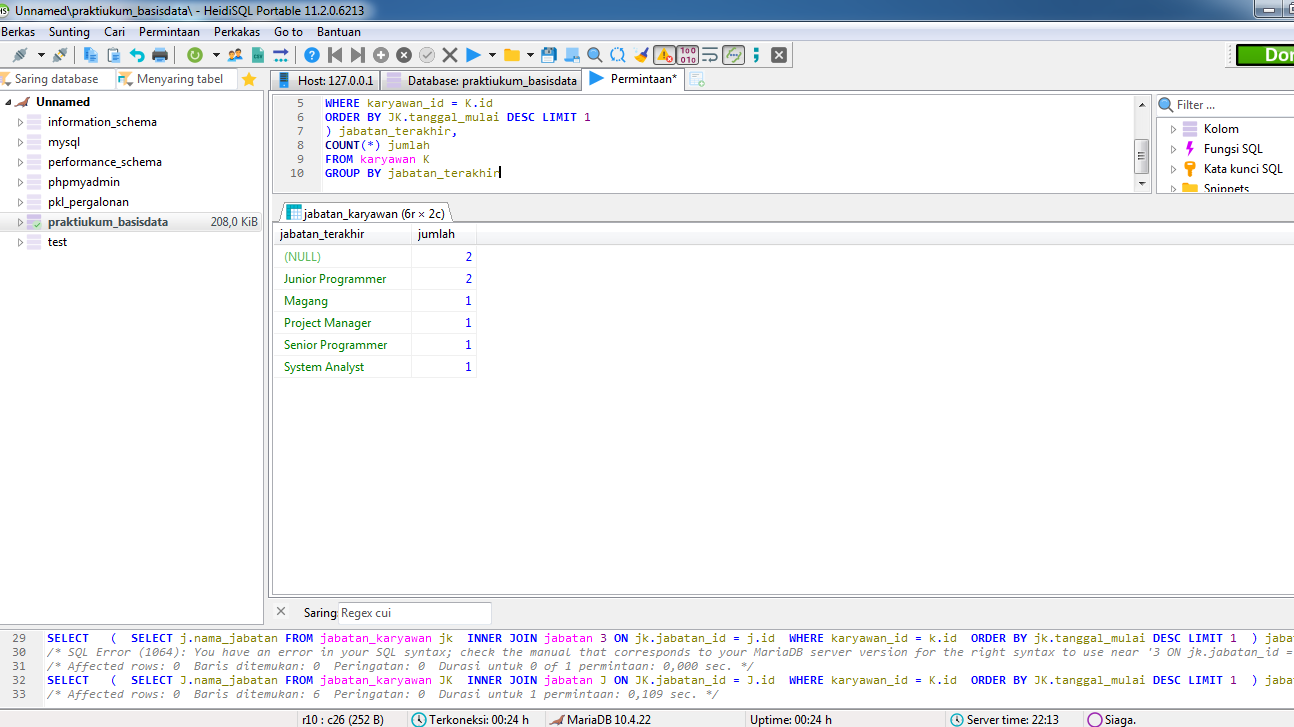 Unnamed\praktiukum_basisdata\ - HeidiSQL Portable 11.2.0.6213
Berkas Sunting Cari Permintaan Perkakas Go to Bantuan
Saring database Menyaring tabel Host: 127.0.0.1 Database: praktiukum_basisdata Permintaan*
Unnamed
information_schema
mysql
performance_schema
phpmyadmin
pkl_pergalonan
praktiukum_basisdata 208,0 KiB
test
5 WHERE karyawan_id = K.id
6 ORDER BY JK.tanggal_mulai DESC LIMIT 1
7 ) jabatan_terakhir,
8 COUNT(*) jumlah
9 FROM karyawan K
10 GROUP BY jabatan_terakhir
Filter ...
Kolom
Fungsi SQL
Kata kunci SQL
Snippets
jabatan_karyawan (6r × 2c)
jabatan_terakhir jumlah
(NULL) 2
Junior Programmer 2
Magang 1
Project Manager 1
Senior Programmer 1
System Analyst 1
Saring Regex cui
29 SELECT ( SELECT j.nama_jabatan FROM jabatan_karyawan jk INNER JOIN jabatan 3 ON jk.jabatan_id = j.id WHERE karyawan_id = k.id ORDER BY jk.tanggal_mulai DESC LIMIT 1 ) jabat
30 /* SQL Error (1064): You have an error in your SQL syntax; check the manual that corresponds to your MariaDB server version for the right syntax to use near '3 ON jk.jabatan_id =
31 /* Affected rows: 0 Baris ditemukan: 0 Peringatan: 0 Durasi untuk 0 of 1 permintaan: 0,000 sec. */
32 SELECT ( SELECT J.nama_jabatan FROM jabatan_karyawan JK INNER JOIN jabatan J ON JK.jabatan_id = J.id WHERE karyawan_id = K.id ORDER BY JK.tanggal_mulai DESC LIMIT 1 ) jabat
33 /* Affected rows: 0 Baris ditemukan: 6 Peringatan: 0 Durasi untuk 1 permintaan: 0,109 sec. */
r10 : c26 (252 B) Terkoneksi: 00:24 h MariaDB 10.4.22 Uptime: 00:24 h Server time: 22:13 Siaga.